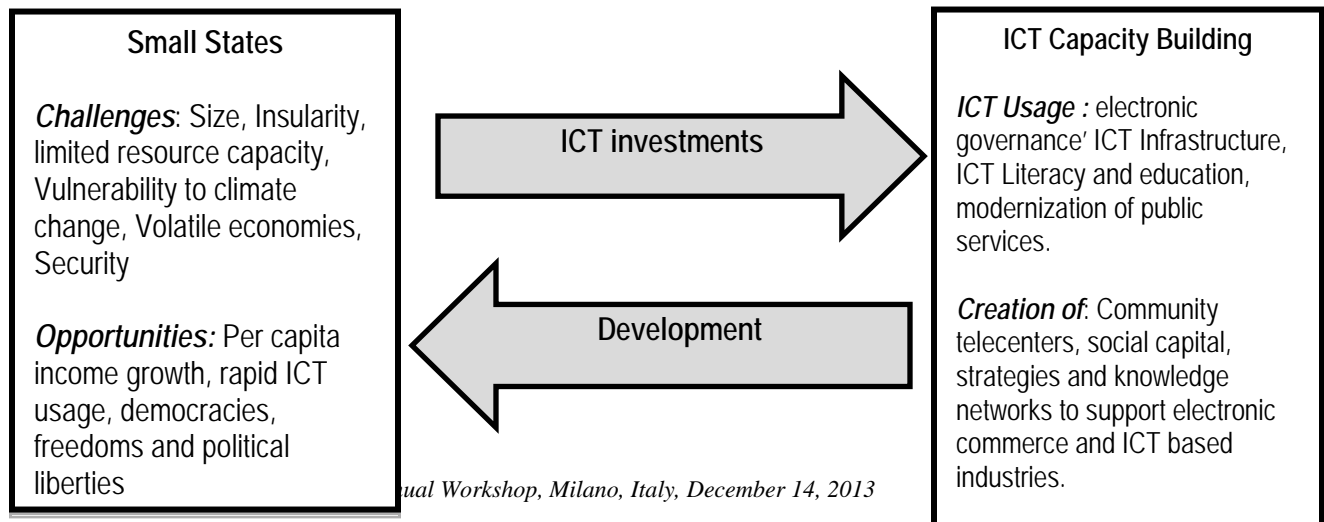 Small States
Challenges: Size, Insularity,
limited resource capacity,
Vulnerability to climate
change, Volatile economies,
Security
Opportunities: Per capita
income growth, rapid ICT
usage, democracies,
freedoms and political
liberties
ICT investments
Development
ICT Capacity Building
ICT Usage : electronic
governance’ ICT Infrastructure,
ICT Literacy and education,
modernization of public
services.
Creation of: Community
telecenters, social capital,
strategies and knowledge
networks to support electronic
commerce and ICT based
industries.
Workshop, Milano, Italy, December 14, 2013